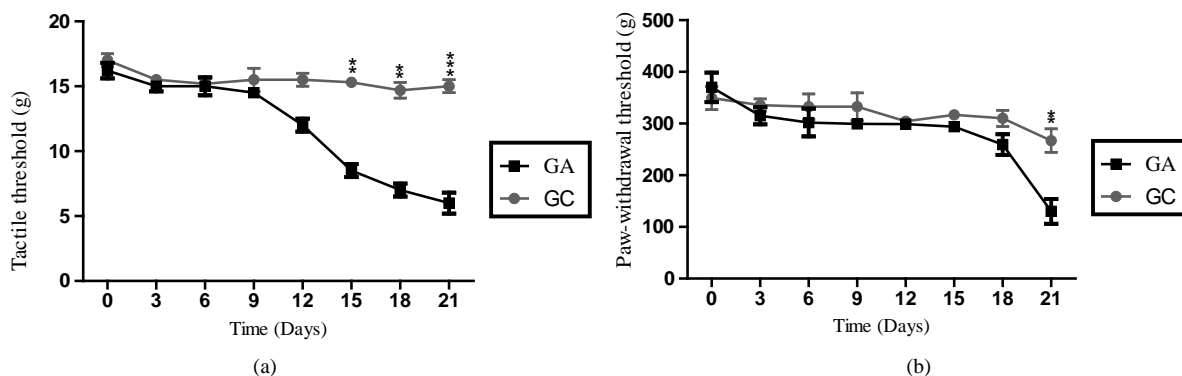 Tactile threshold (g)
20
15
10
5
0
**
**
***
0 3 6 9 12 15 18 21
Time (Days)
GA
GC
(a)
Paw-withdrawal threshold (g)
500
400
300
200
100
0
**
0 3 6 9 12 15 18 21
Time (Days)
GA
GC
(b)